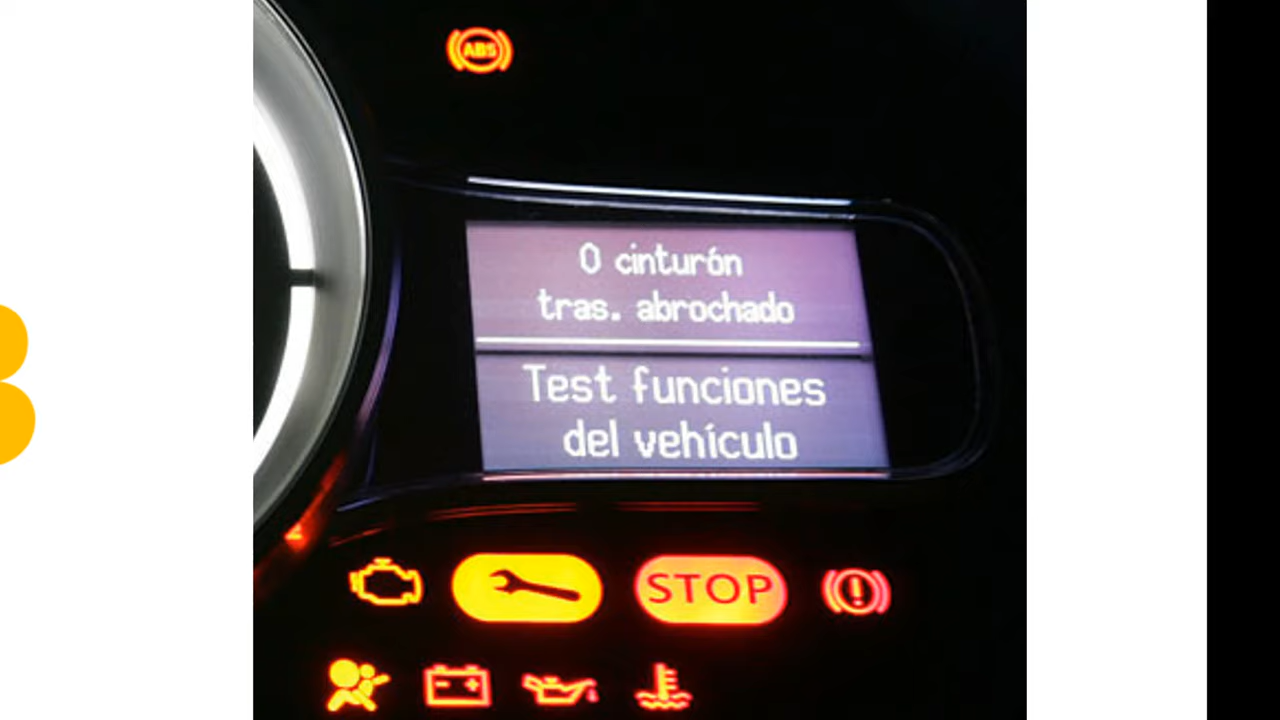 ABS
0 cinturón
tras. abrochado
Test funciones
del vehículo
STOP